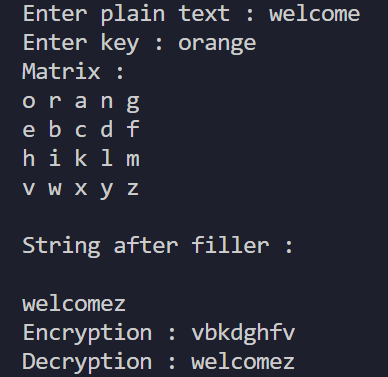 Enter plain text : welcome
Enter key : orange
Matrix :
o r a n g
e b c d f
h i k l m
v w x y z
String after filler :
welcomez
Encryption : vbkdghfv
Decryption : welcomez